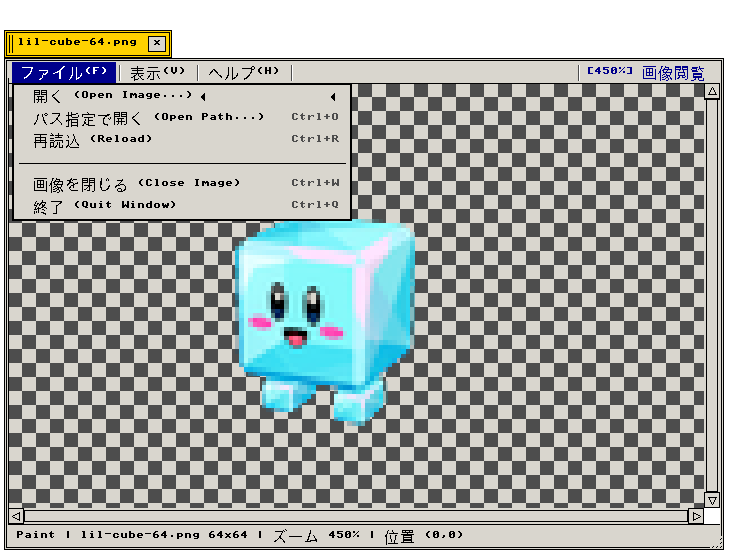 lil-cube-64.png
ファイル(F) 表示(V) ヘルプ(H) [450%] 画像閲覧
開く (Open Image...)
パス指定で開く (Open Path...) Ctrl+O
再読込 (Reload) Ctrl+R
画像を閉じる (Close Image) Ctrl+W
終了 (Quit Window) Ctrl+Q
Paint | lil-cube-64.png 64x64 | ズーム 450% | 位置 (0,0)